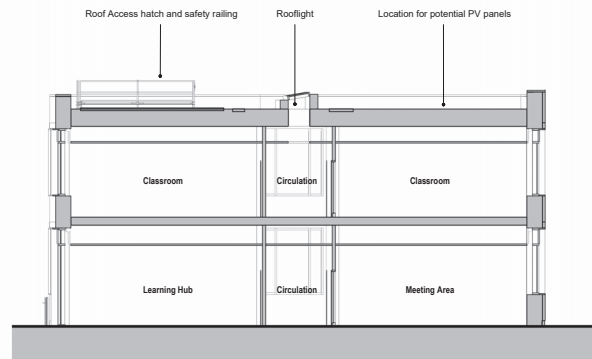 Roof Access hatch and safety railing
Rooflight
Location for potential PV panels
Classroom
Circulation
Classroom
Learning Hub
Circulation
Meeting Area